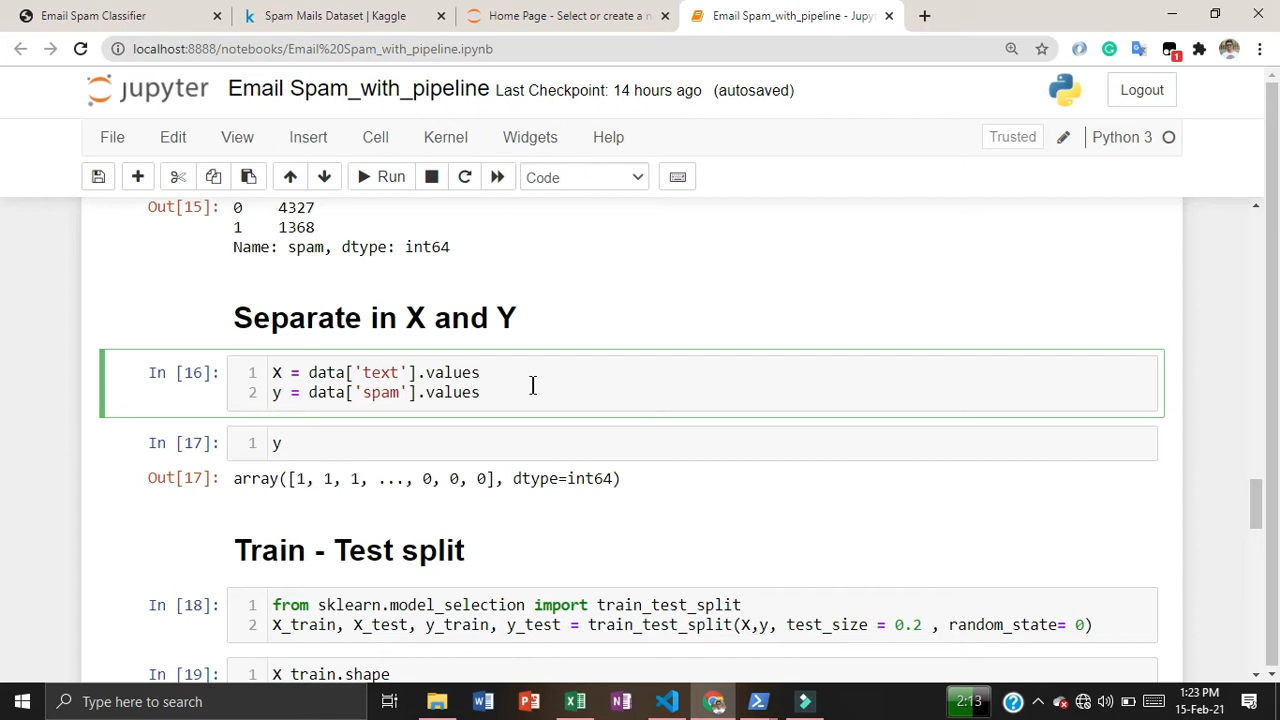 Email Spam Classifier
Spam Mails Dataset | Kaggle
Home Page - Select or create a n
Email Spam_with_pipeline - Jupyt
localhost:8888/notebooks/Email%20Spam_with_pipeline.ipynb
1
jupyter Email Spam_with_pipeline Last Checkpoint: 14 hours ago (autosaved)
Logout
File Edit View Insert Cell Kernel Widgets Help
Trusted
Python 3
Run
Code
Out[15]: 0 4327
1 1368
Name: spam, dtype: int64
Separate in X and Y
In [16]: 1 X = data['text'].values
2 y = data['spam'].values
In [17]: 1 y
Out[17]: array([1, 1, 1, ..., 0, 0, 0], dtype=int64)
Train - Test split
In [18]: 1 from sklearn.model_selection import train_test_split
2 X_train, X_test, y_train, y_test = train_test_split(X,y, test_size = 0.2 , random_state= 0)
In [19]: 1 X_train.shape
Type here to search
2:13
1:23 PM
15-Feb-21